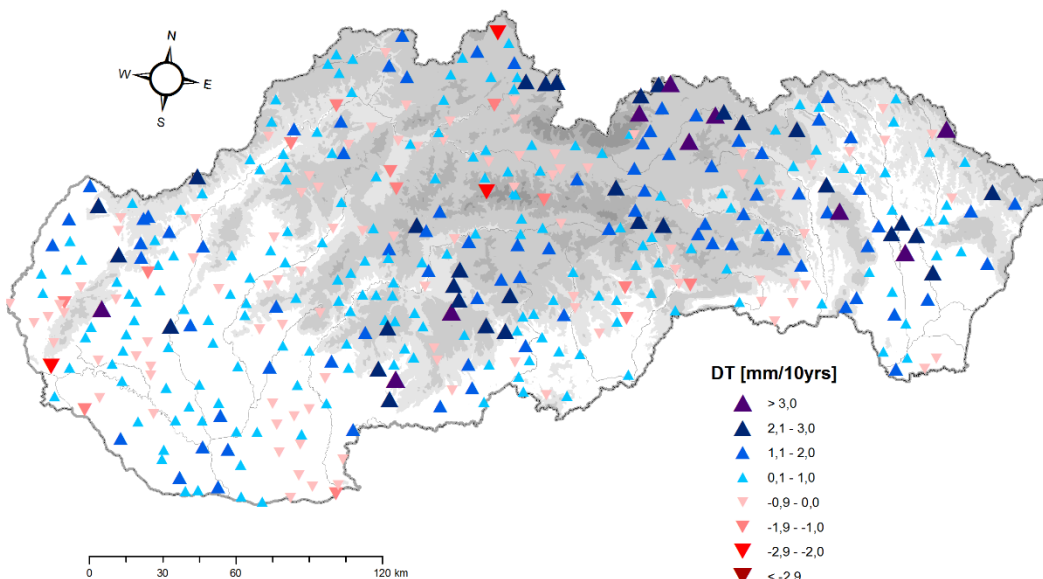 N
W E
S
DT [mm/10yrs]
> 3,0
2,1 - 3,0
1,1 - 2,0
0,1 - 1,0
-0,9 - 0,0
-1,9 - -1,0
-2,9 - -2,0
< -2,9
0 30 60 120 km